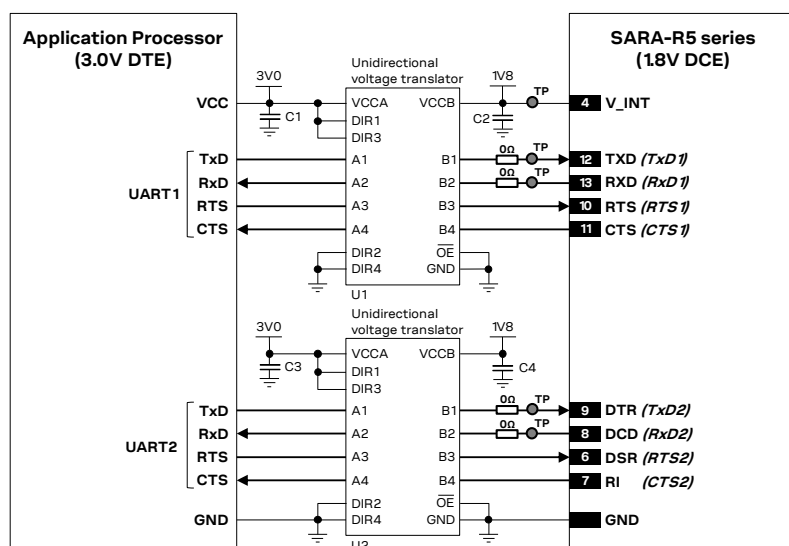 Application Processor
(3.0V DTE)
SARA-R5 series
(1.8V DCE)
Unidirectional
voltage translator
3V0
1V8
TP
VCC
C1
VCCA
VCCB
C2
4
V_INT
DIR1
DIR3
UART1
TxD
A1
B1
0Ω
TP
12
TXD (TxD1)
RxD
A2
B2
0Ω
TP
13
RXD (RxD1)
RTS
A3
B3
10
RTS (RTS1)
CTS
A4
B4
11
CTS (CTS1)
DIR2
OE
DIR4
GND
U1
Unidirectional
voltage translator
3V0
1V8
VCCA
VCCB
C3
C4
DIR1
DIR3
UART2
TxD
A1
B1
0Ω
TP
9
DTR (TxD2)
RxD
A2
B2
0Ω
TP
8
DCD (RxD2)
RTS
A3
B3
6
DSR (RTS2)
CTS
A4
B4
7
RI (CTS2)
DIR2
OE
GND
DIR4
GND
GND